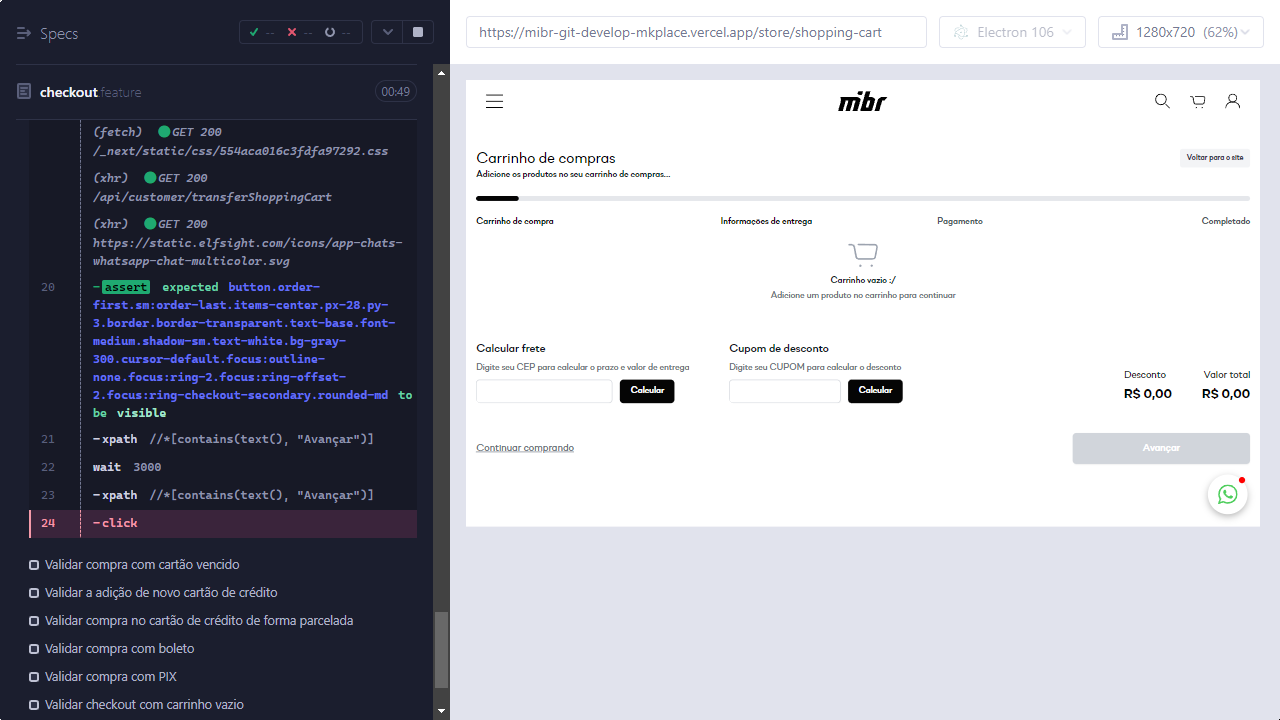 Specs
-- -- --
checkout.feature
00:49
(fetch) GET 200
/_next/static/css/554aca016c3fdfa97292.css
(xhr) GET 200
/api/customer/transferShoppingCart
(xhr) GET 200
https://static.elfsight.com/icons/app-chats-
whatsapp-chat-multicolor.svg
20 -assert expected button.order-
first.sm:order-last.items-center.px-28.py-
3.border.border-transparent.text-base.font-
medium.shadow-sm.text-white.bg-gray-
300.cursor-default.focus:outline-
none.focus:ring-2.focus:ring-offset-
2.focus:ring-checkout-secondary.rounded-md to
be visible
21 -xpath //*[contains(text(), "Avançar")]
22 wait 3000
23 -xpath //*[contains(text(), "Avançar")]
24 -click
Validar compra com cartão vencido
Validar a adição de novo cartão de crédito
Validar compra no cartão de crédito de forma parcelada
Validar compra com boleto
Validar compra com PIX
Validar checkout com carrinho vazio
https://mibr-git-develop-mkplace.vercel.app/store/shopping-cart
Electron 106
1280x720 (62%)
mibr
Carrinho de compras
Voltar para o site
Adicione os produtos no seu carrinho de compras...
Carrinho de compra Informações de entrega Pagamento Completado
Carrinho vazio :/
Adicione um produto no carrinho para continuar
Calcular frete
Digite seu CEP para calcular o prazo e valor de entrega
Calcular
Cupom de desconto
Digite seu CUPOM para calcular o desconto
Calcular
Desconto Valor total
R$ 0,00 R$ 0,00
Continuar comprando
Avançar